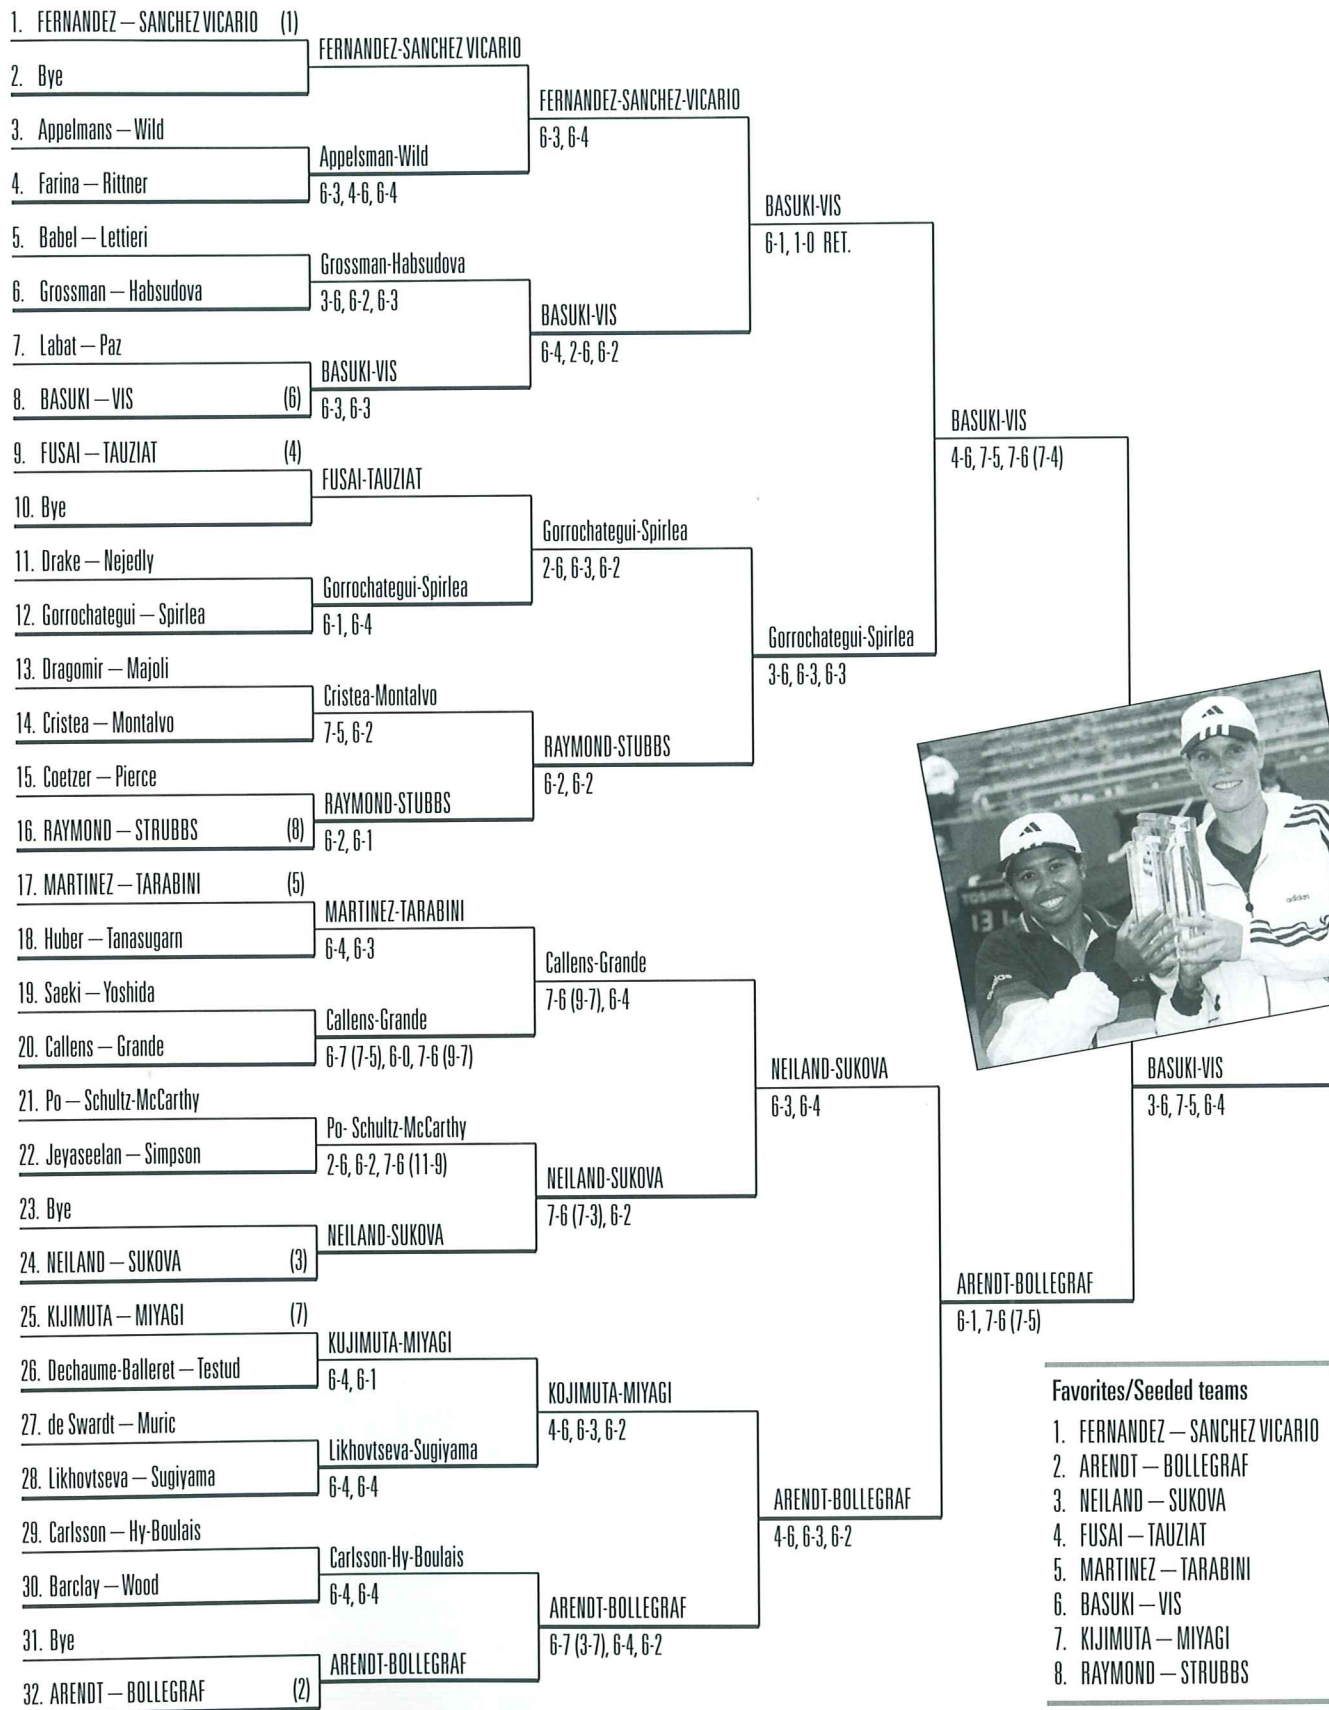 1. FERNANDEZ — SANCHEZ VICARIO (1)
2. Bye
3. Appelmans — Wild
4. Farina — Rittner
5. Babel — Lettieri
6. Grossman — Habsudova
7. Labat — Paz
8. BASUKI — VIS (6)
9. FUSAI — TAUZIAT (4)
10. Bye
11. Drake — Nejedly
12. Gorrochategui — Spirlea
13. Dragomir — Majoli
14. Cristea — Montalvo
15. Coetzer — Pierce
16. RAYMOND — STRUBBS (8)
17. MARTINEZ — TARABINI (5)
18. Huber — Tanasugarn
19. Saeki — Yoshida
20. Callens — Grande
21. Po — Schultz-McCarthy
22. Jeyaseelan — Simpson
23. Bye
24. NEILAND — SUKOVA (3)
25. KIJIMUTA — MIYAGI (7)
26. Dechaume-Balleret — Testud
27. de Swardt — Muric
28. Likhovtseva — Sugiyama
29. Carlsson — Hy-Boulais
30. Barclay — Wood
31. Bye
32. ARENDT — BOLLEGRAF (2)
FERNANDEZ-SANCHEZ VICARIO
Appelsman-Wild
6-3, 4-6, 6-4
Grossman-Habsudova
3-6, 6-2, 6-3
BASUKI-VIS
6-3, 6-3
FUSAI-TAUZIAT
Gorrochategui-Spirlea
6-1, 6-4
Cristea-Montalvo
7-5, 6-2
RAYMOND-STUBBS
6-2, 6-1
MARTINEZ-TARABINI
6-4, 6-3
Callens-Grande
6-7 (7-5), 6-0, 7-6 (9-7)
Po- Schultz-McCarthy
2-6, 6-2, 7-6 (11-9)
NEILAND-SUKOVA
KUJIMUTA-MIYAGI
6-4, 6-1
Likhovtseva-Sugiyama
6-4, 6-4
Carlsson-Hy-Boulais
6-4, 6-4
ARENDT-BOLLEGRAF
FERNANDEZ-SANCHEZ-VICARIO
6-3, 6-4
BASUKI-VIS
6-4, 2-6, 6-2
Gorrochategui-Spirlea
2-6, 6-3, 6-2
RAYMOND-STUBBS
6-2, 6-2
Callens-Grande
7-6 (9-7), 6-4
NEILAND-SUKOVA
7-6 (7-3), 6-2
KOJIMUTA-MIYAGI
4-6, 6-3, 6-2
ARENDT-BOLLEGRAF
6-7 (3-7), 6-4, 6-2
BASUKI-VIS
6-1, 1-0 RET.
Gorrochategui-Spirlea
3-6, 6-3, 6-3
NEILAND-SUKOVA
6-3, 6-4
ARENDT-BOLLEGRAF
4-6, 6-3, 6-2
BASUKI-VIS
4-6, 7-5, 7-6 (7-4)
ARENDT-BOLLEGRAF
6-1, 7-6 (7-5)
adidas
BASUKI-VIS
3-6, 7-5, 6-4
Favorites/Seeded teams
1. FERNANDEZ — SANCHEZ VICARIO
2. ARENDT — BOLLEGRAF
3. NEILAND — SUKOVA
4. FUSAI — TAUZIAT
5. MARTINEZ — TARABINI
6. BASUKI — VIS
7. KIJIMUTA — MIYAGI
8. RAYMOND — STRUBBS